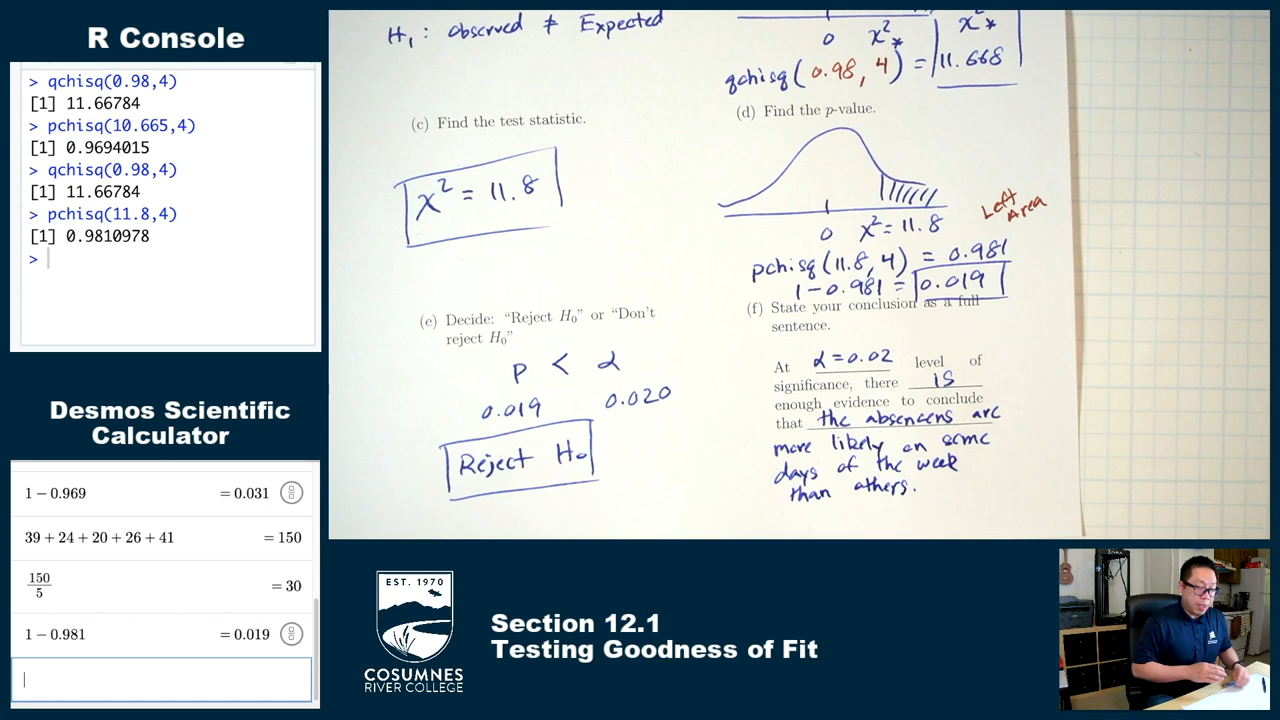 R Console
> qchisq(0.98,4)
[1] 11.66784
> pchisq(10.665,4)
[1] 0.9694015
> qchisq(0.98,4)
[1] 11.66784
> pchisq(11.8,4)
[1] 0.9810978
>
Desmos Scientific
Calculator
1 − 0.969 = 0.031
39 + 24 + 20 + 26 + 41 = 150
150/5 = 30
1 − 0.981 = 0.019
H₁ : Observed ≠ Expected
0 χ²* χ²*
qchisq(0.98, 4) = 11.668
(c) Find the test statistic.
χ² = 11.8
(d) Find the p-value.
Left
Area
0 χ² = 11.8
pchisq(11.8, 4) = 0.981
1 − 0.981 = 0.019
(e) Decide: “Reject H₀” or “Don’t
reject H₀”
P < α
0.019 0.020
Reject H₀
(f) State your conclusion as a full
sentence.
At α = 0.02 level of
significance, there is
enough evidence to conclude
that the absences are
more likely on some
days of the week
than others.
EST. 1970
COSUMNES
RIVER COLLEGE
Section 12.1
Testing Goodness of Fit